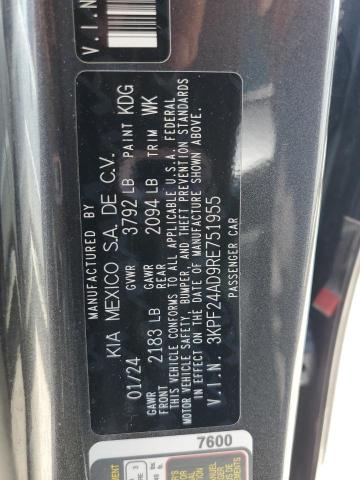 V.I.N
MANUFACTURED BY
KIA MEXICO S.A. DE C.V.
01/24 GVWR 3792 LB PAINT KDG
GAWR FRONT 2183 LB GAWR REAR 2094 LB TRIM WK
THIS VEHICLE CONFORMS TO ALL APPLICABLE U.S.A. FEDERAL
MOTOR VEHICLE SAFETY, BUMPER, AND THEFT PREVENTION STANDARDS
IN EFFECT ON THE DATE OF MANUFACTURE SHOWN ABOVE.
V.I.N. 3KPF24AD9RE751955
PASSENGER CAR
7600